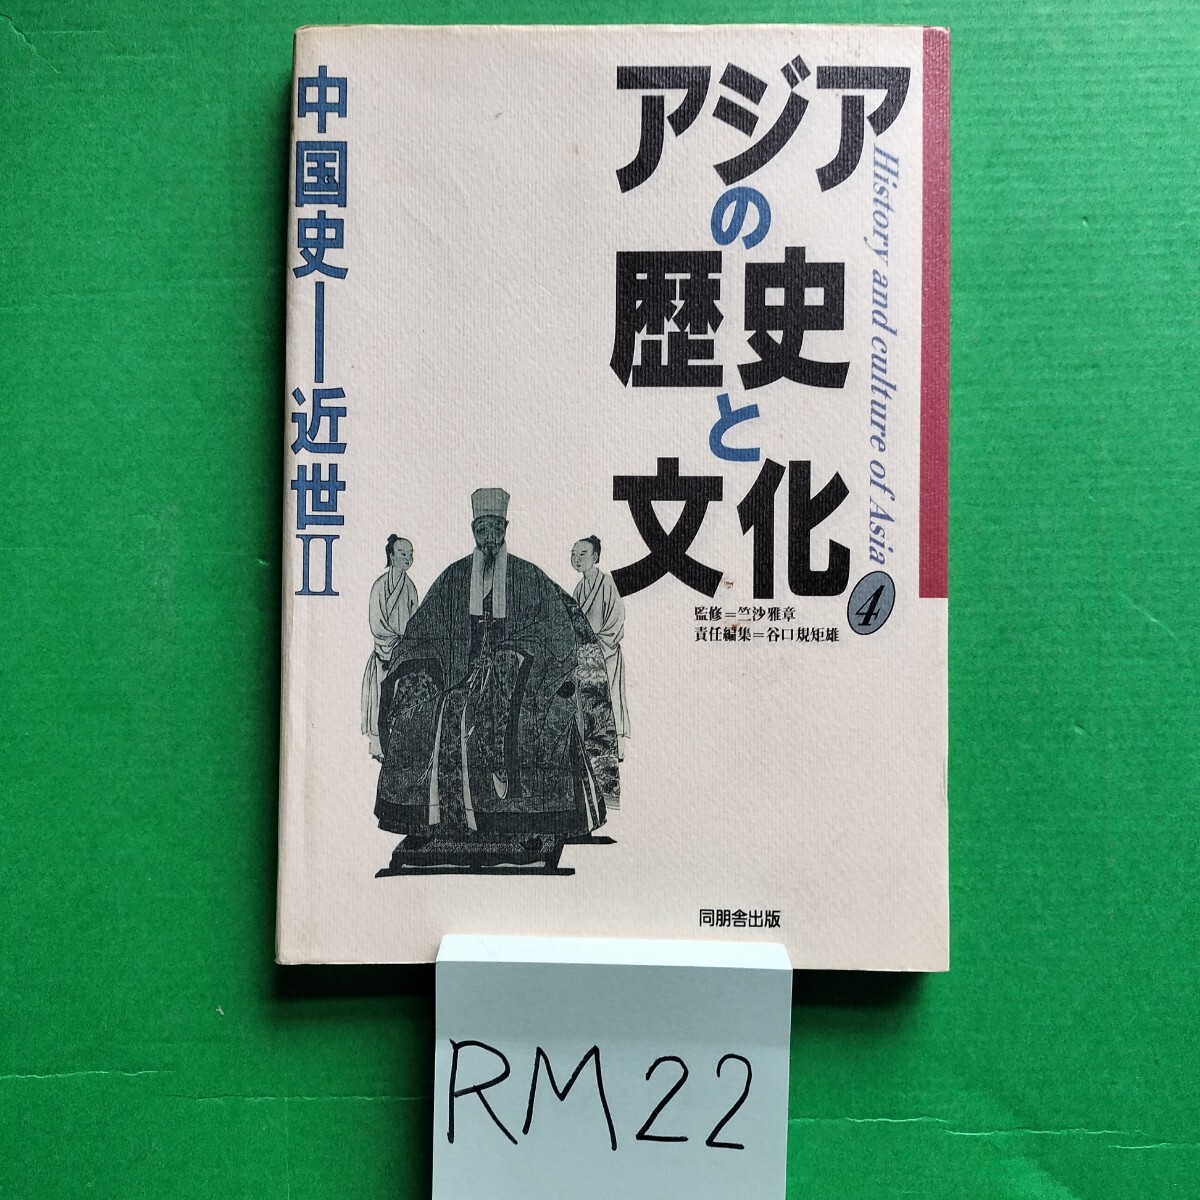 アジア
の
歴史
と
文化
History and culture of Asia
4
中国史―近世II
監修＝竺沙雅章
責任編集＝谷口規矩雄
同朋舎出版
RM22